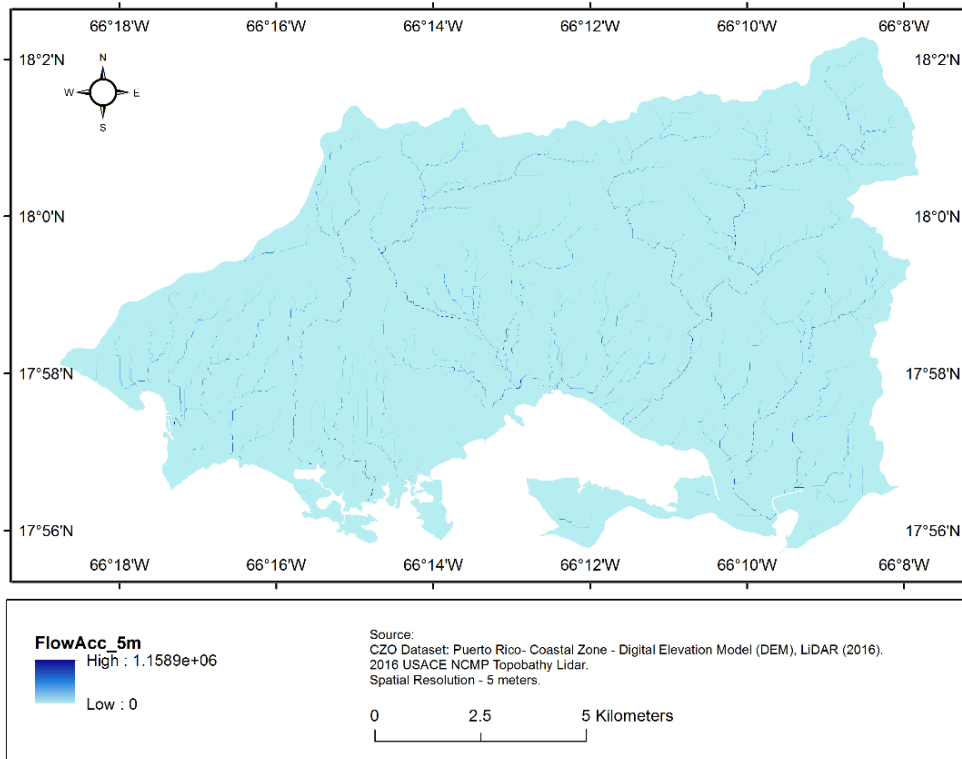 66°18'W 66°16'W 66°14'W 66°12'W 66°10'W 66°8'W
18°2'N 18°2'N
N
W E
S
18°0'N 18°0'N
17°58'N 17°58'N
17°56'N 17°56'N
66°18'W 66°16'W 66°14'W 66°12'W 66°10'W 66°8'W
FlowAcc_5m
High : 1.1589e+06
Low : 0
Source:
CZO Dataset: Puerto Rico- Coastal Zone - Digital Elevation Model (DEM), LiDAR (2016).
2016 USACE NCMP Topobathy Lidar.
Spatial Resolution - 5 meters.
0 2.5 5 Kilometers